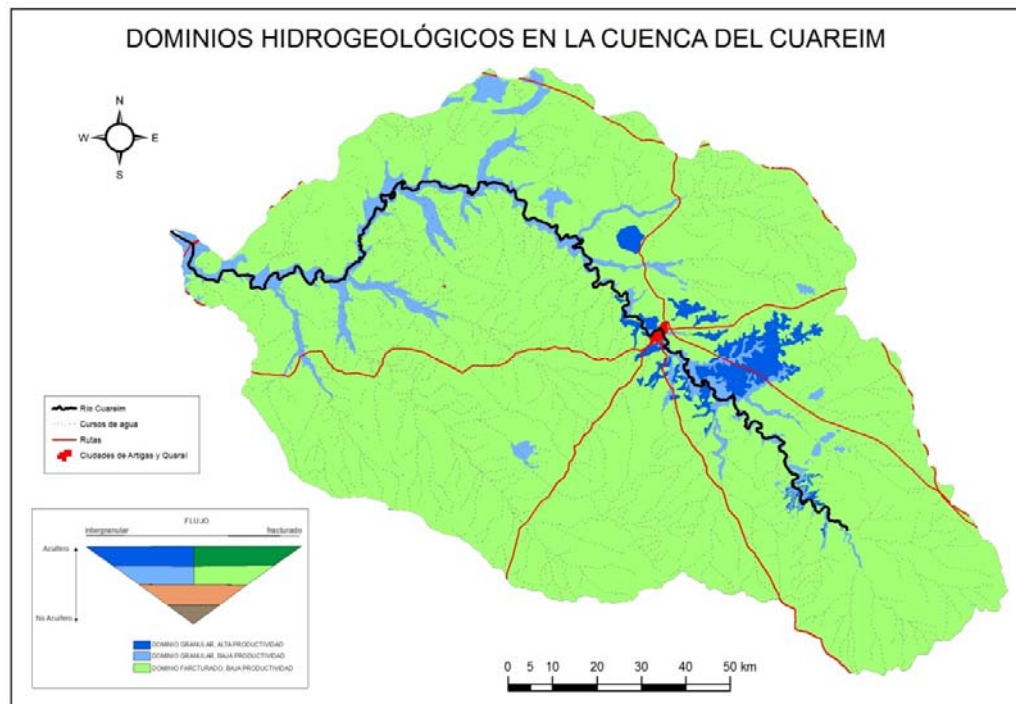 DOMINIOS HIDROGEOLÓGICOS EN LA CUENCA DEL CUAREIM
N
W E
S
Río Cuareim
Cursos de agua
Rutas
Ciudades de Artigas y Quaraí
FLUJO
intergranular fracturado
Acuífero
No Acuífero
DOMINIO GRANULAR, ALTA PRODUCTIVIDAD
DOMINIO GRANULAR, BAJA PRODUCTIVIDAD
DOMINIO FARCTURADO, BAJA PRODUCTIVIDAD
0 5 10 20 30 40 50 km